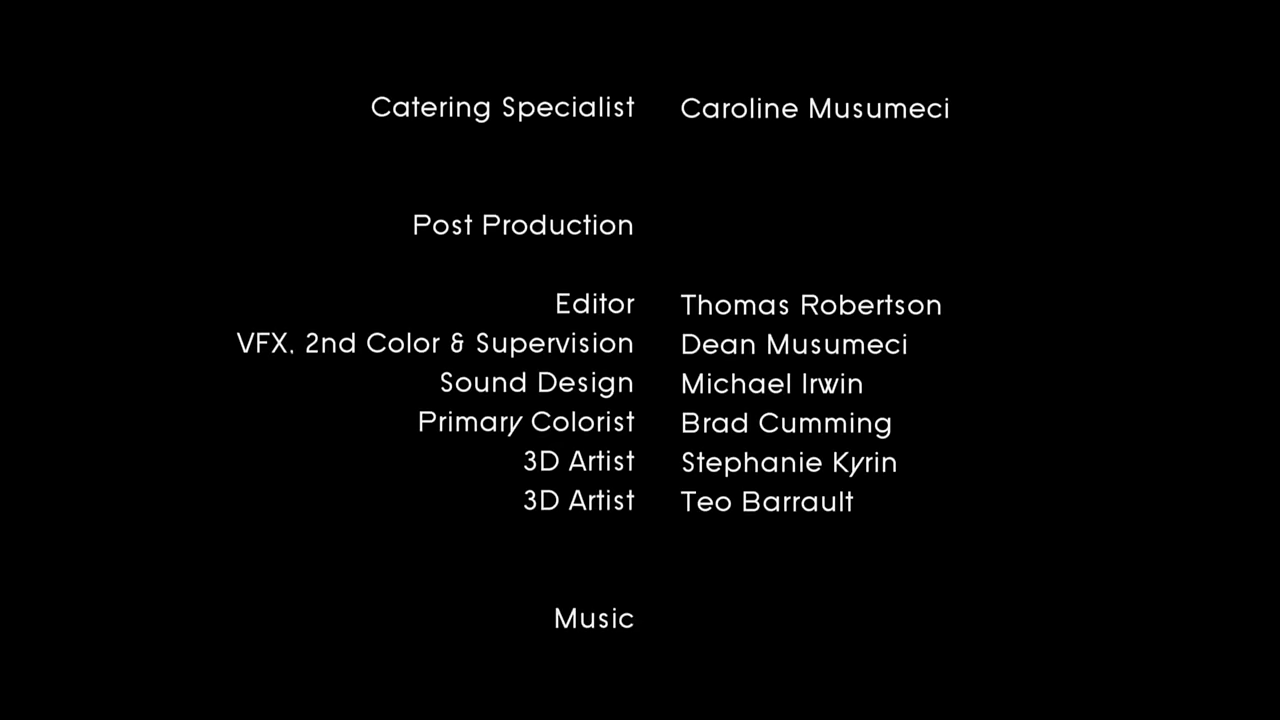 Catering Specialist Caroline Musumeci
Post Production
Editor Thomas Robertson
VFX, 2nd Color & Supervision Dean Musumeci
Sound Design Michael Irwin
Primary Colorist Brad Cumming
3D Artist Stephanie Kyrin
3D Artist Teo Barrault
Music